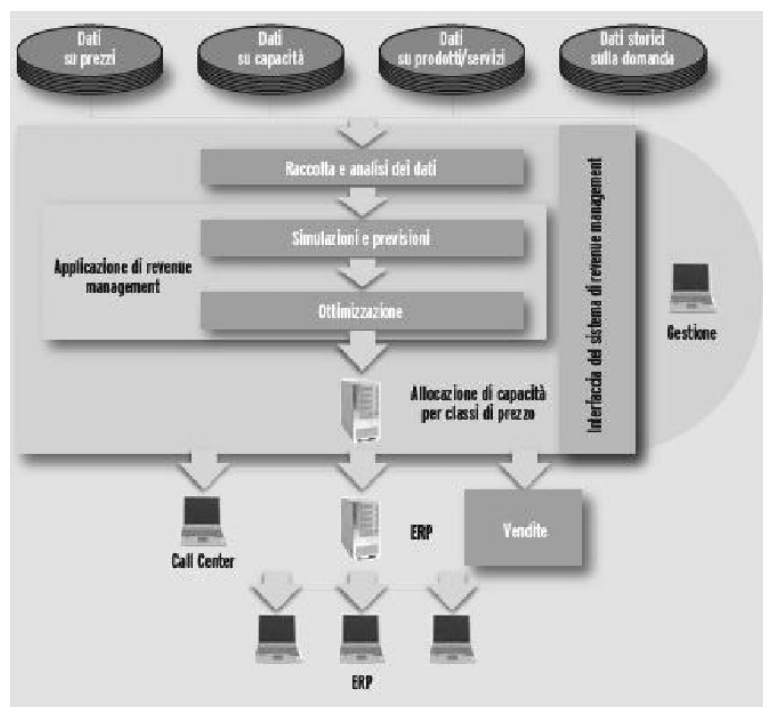 Dati
su prezzi
Dati
su capacità
Dati
su prodotti/servizi
Dati storici
sulla domanda
Raccolta e analisi dei dati
Simulazioni e previsioni
Applicazione di revenue
management
Ottimizzazione
Interfaccia del sistema di revenue management
Gestione
Allocazione di capacità
per classi di prezzo
Call Center
ERP
Vendite
ERP